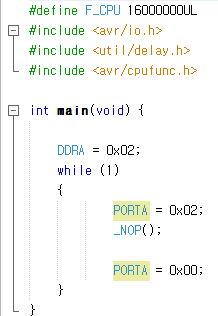 #define F_CPU 16000000UL
#include <avr/io.h>
#include <util/delay.h>
#include <avr/cpufunc.h>
int main(void) {
DDRA = 0x02;
while (1)
{
PORTA = 0x02;
_NOP();
PORTA = 0x00;
}
}